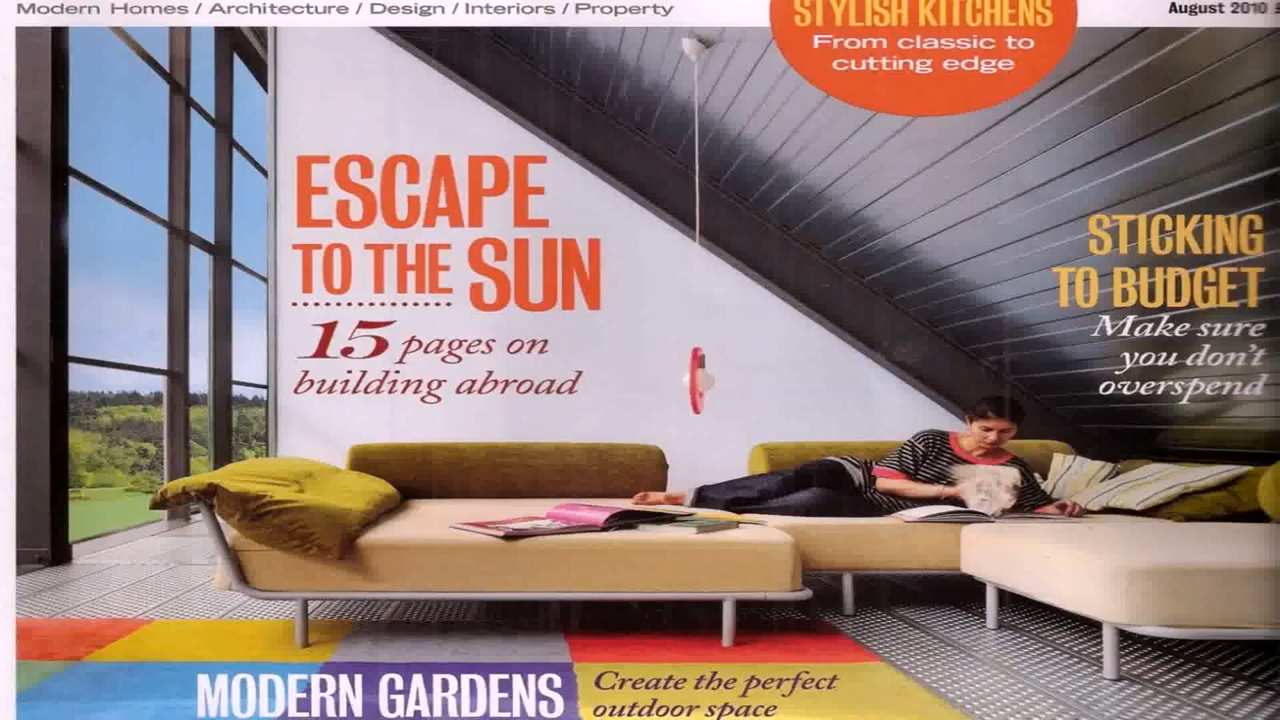 Modern Homes / Architecture / Design / Interiors / Property
August 2010
STYLISH KITCHENS
From classic to
cutting edge
ESCAPE
TO THE SUN
15 pages on
building abroad
STICKING
TO BUDGET
Make sure
you don't
overspend
MODERN GARDENS
Create the perfect
outdoor space